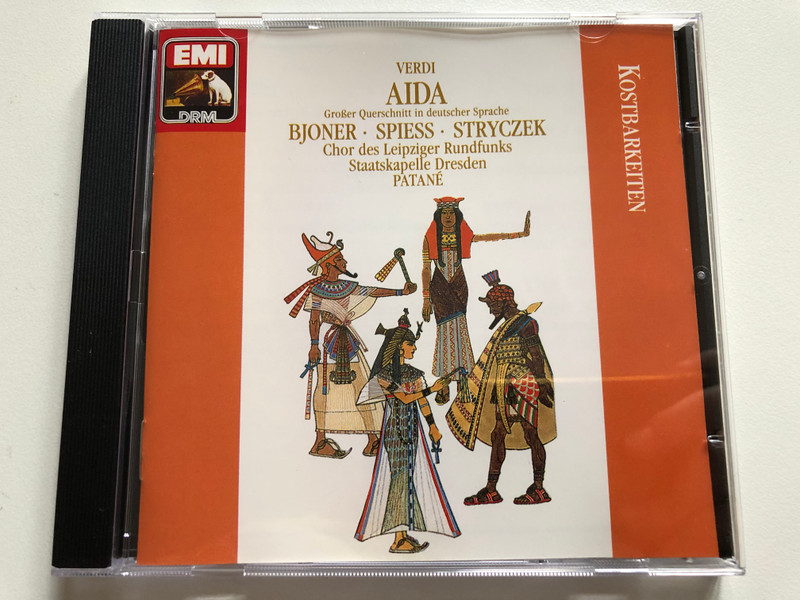 EMI
DRM
VERDI
AIDA
Großer Querschnitt in deutscher Sprache
BJONER · SPIESS · STRYCZEK
Chor des Leipziger Rundfunks
Staatskapelle Dresden
PATANÉ
KOSTBARKEITEN